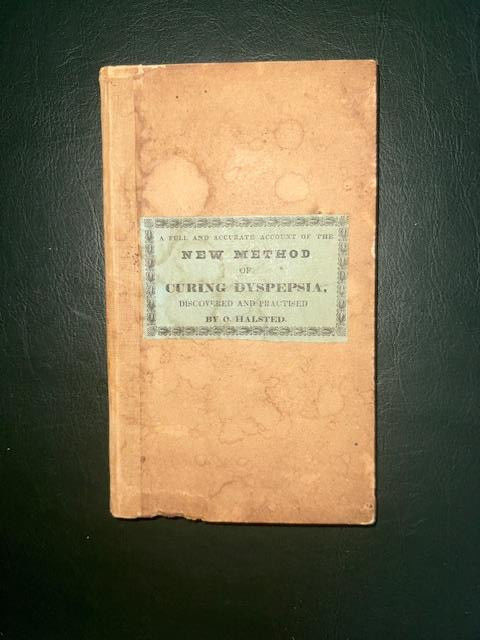 A FULL AND ACCURATE ACCOUNT OF THE
NEW METHOD
OF
CURING DYSPEPSIA,
DISCOVERED AND PRACTISED
BY O. HALSTED.